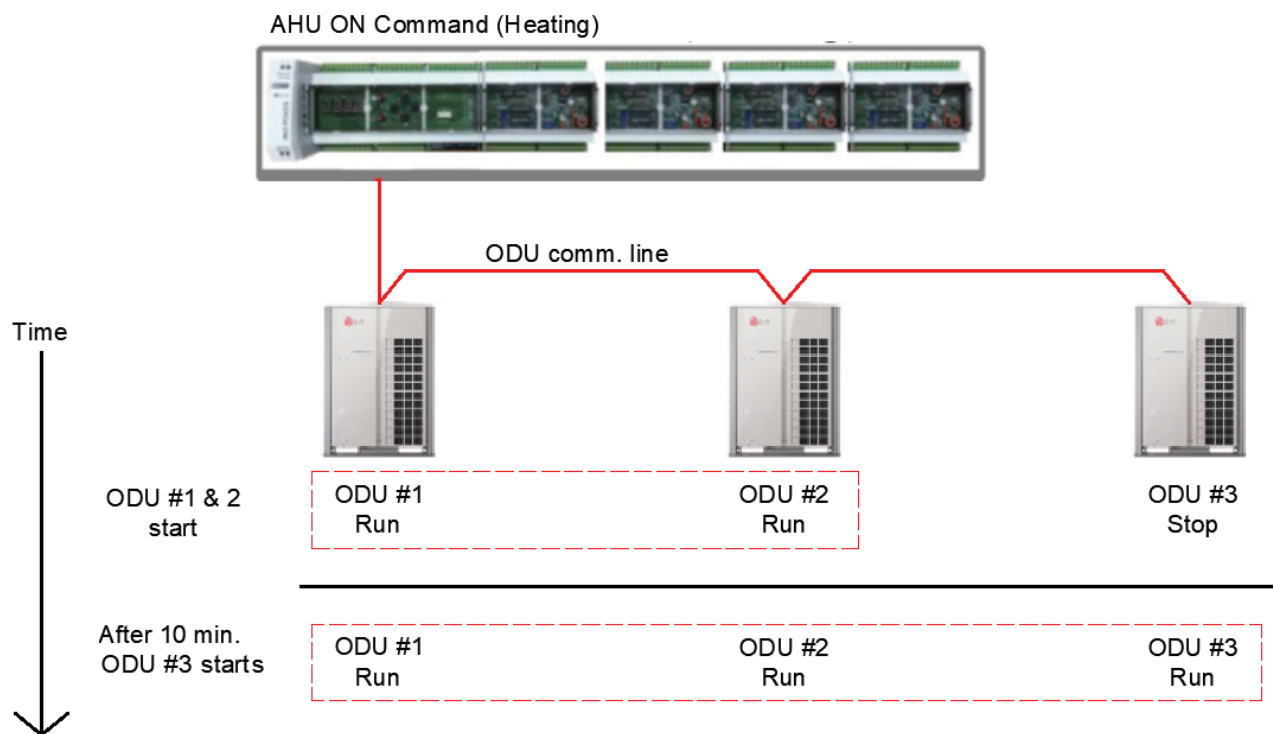 AHU ON Command (Heating)
ODU comm. line
Time
ODU #1 & 2
start
ODU #1
Run
ODU #2
Run
ODU #3
Stop
After 10 min.
ODU #3 starts
ODU #1
Run
ODU #2
Run
ODU #3
Run